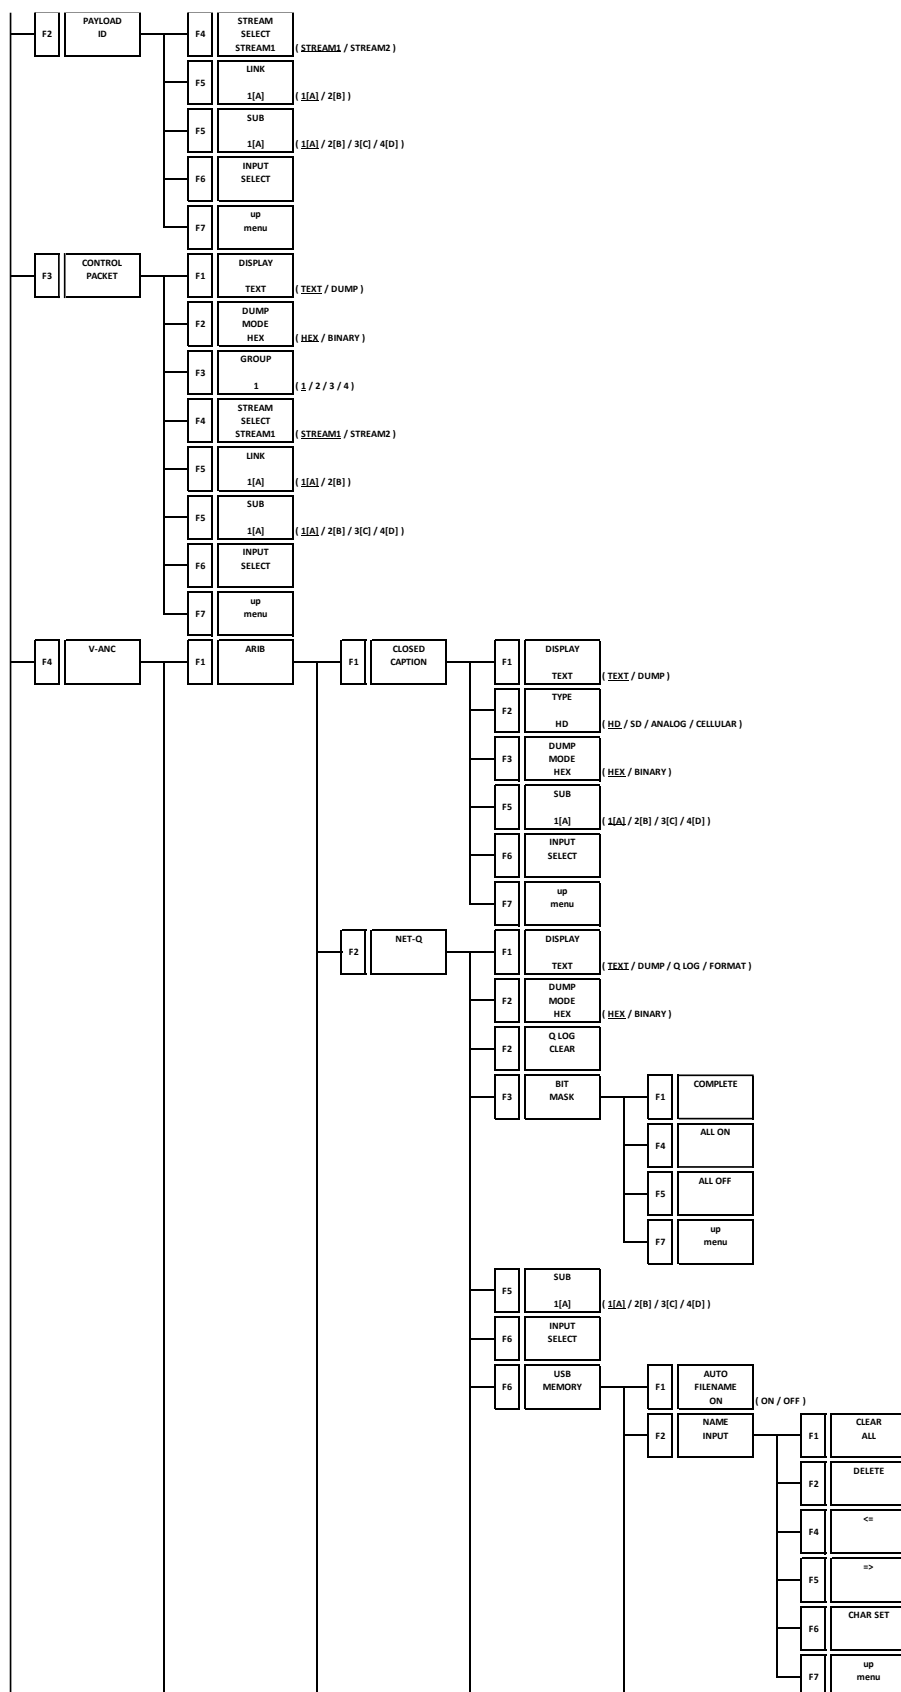 F2
PAYLOAD
ID
F4
STREAM
SELECT
STREAM1
( STREAM1 / STREAM2 )
F5
LINK
1[A]
( 1[A] / 2[B] )
F5
SUB
1[A]
( 1[A] / 2[B] / 3[C] / 4[D] )
F6
INPUT
SELECT
F7
up
menu
F3
CONTROL
PACKET
F1
DISPLAY
TEXT
( TEXT / DUMP )
F2
DUMP
MODE
HEX
( HEX / BINARY )
F3
GROUP
1
( 1 / 2 / 3 / 4 )
F4
STREAM
SELECT
STREAM1
( STREAM1 / STREAM2 )
F5
LINK
1[A]
( 1[A] / 2[B] )
F5
SUB
1[A]
( 1[A] / 2[B] / 3[C] / 4[D] )
F6
INPUT
SELECT
F7
up
menu
F4
V-ANC
F1
ARIB
F1
CLOSED
CAPTION
F1
DISPLAY
TEXT
( TEXT / DUMP )
F2
TYPE
HD
( HD / SD / ANALOG / CELLULAR )
F3
DUMP
MODE
HEX
( HEX / BINARY )
F5
SUB
1[A]
( 1[A] / 2[B] / 3[C] / 4[D] )
F6
INPUT
SELECT
F7
up
menu
F2
NET-Q
F1
DISPLAY
TEXT
( TEXT / DUMP / Q LOG / FORMAT )
F2
DUMP
MODE
HEX
( HEX / BINARY )
F2
Q LOG
CLEAR
F3
BIT
MASK
F1
COMPLETE
F4
ALL ON
F5
ALL OFF
F7
up
menu
F5
SUB
1[A]
( 1[A] / 2[B] / 3[C] / 4[D] )
F6
INPUT
SELECT
F6
USB
MEMORY
F1
AUTO
FILENAME
ON
( ON / OFF )
F2
NAME
INPUT
F1
CLEAR
ALL
F2
DELETE
F4
<=
F5
=>
F6
CHAR SET
F7
up
menu